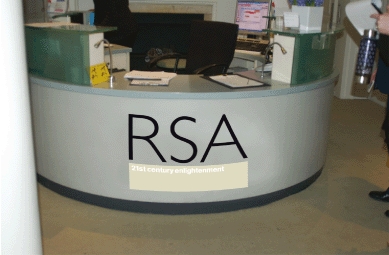 RSA
21st century enlightenment